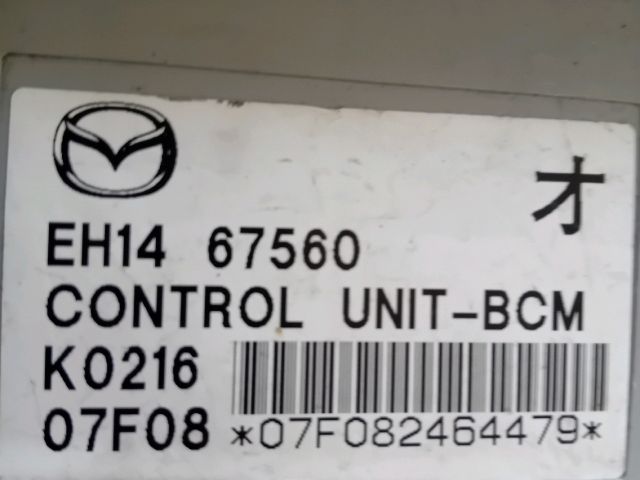 オ
EH14 67560
CONTROL UNIT-BCM
K0216
07F08 *07F082464479*